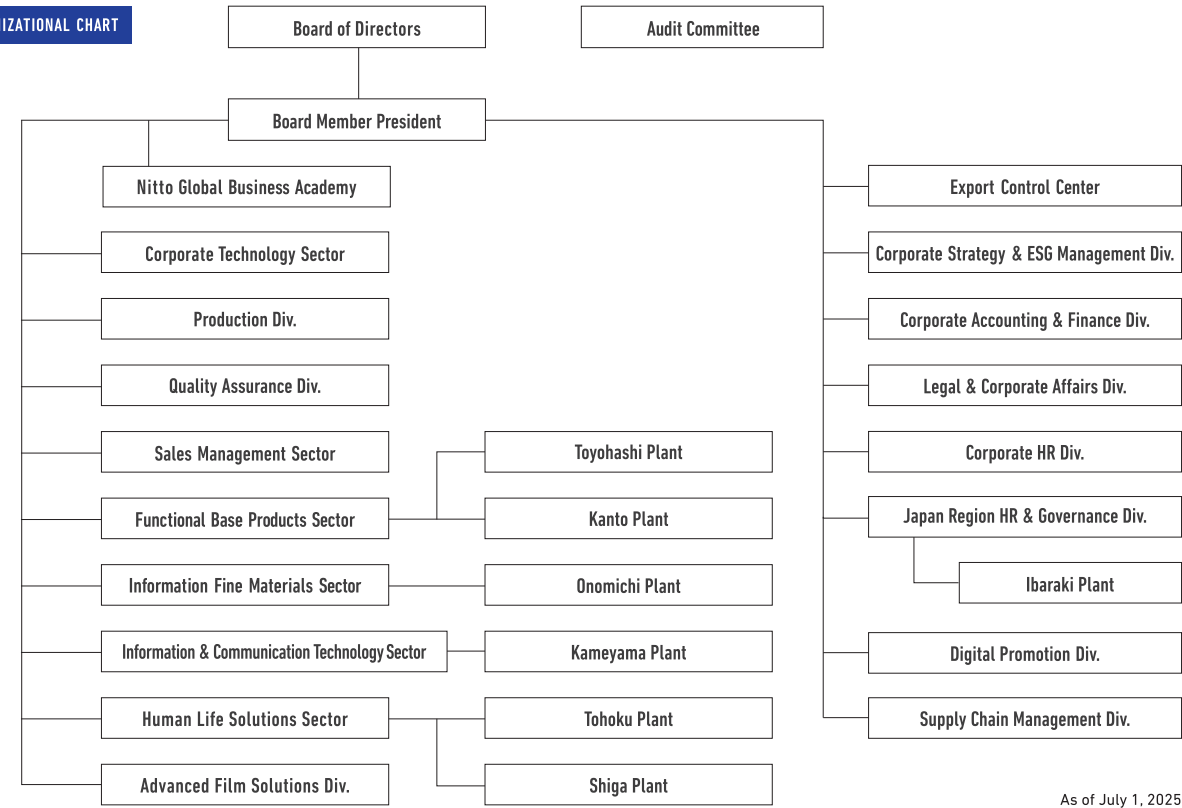 IZATIONAL CHART
Board of Directors
Audit Committee
Board Member President
Nitto Global Business Academy
Corporate Technology Sector
Production Div.
Quality Assurance Div.
Sales Management Sector
Functional Base Products Sector
Toyohashi Plant
Kanto Plant
Information Fine Materials Sector
Onomichi Plant
Information & Communication Technology Sector
Kameyama Plant
Human Life Solutions Sector
Tohoku Plant
Shiga Plant
Advanced Film Solutions Div.
Export Control Center
Corporate Strategy & ESG Management Div.
Corporate Accounting & Finance Div.
Legal & Corporate Affairs Div.
Corporate HR Div.
Japan Region HR & Governance Div.
Ibaraki Plant
Digital Promotion Div.
Supply Chain Management Div.
As of July 1, 2025